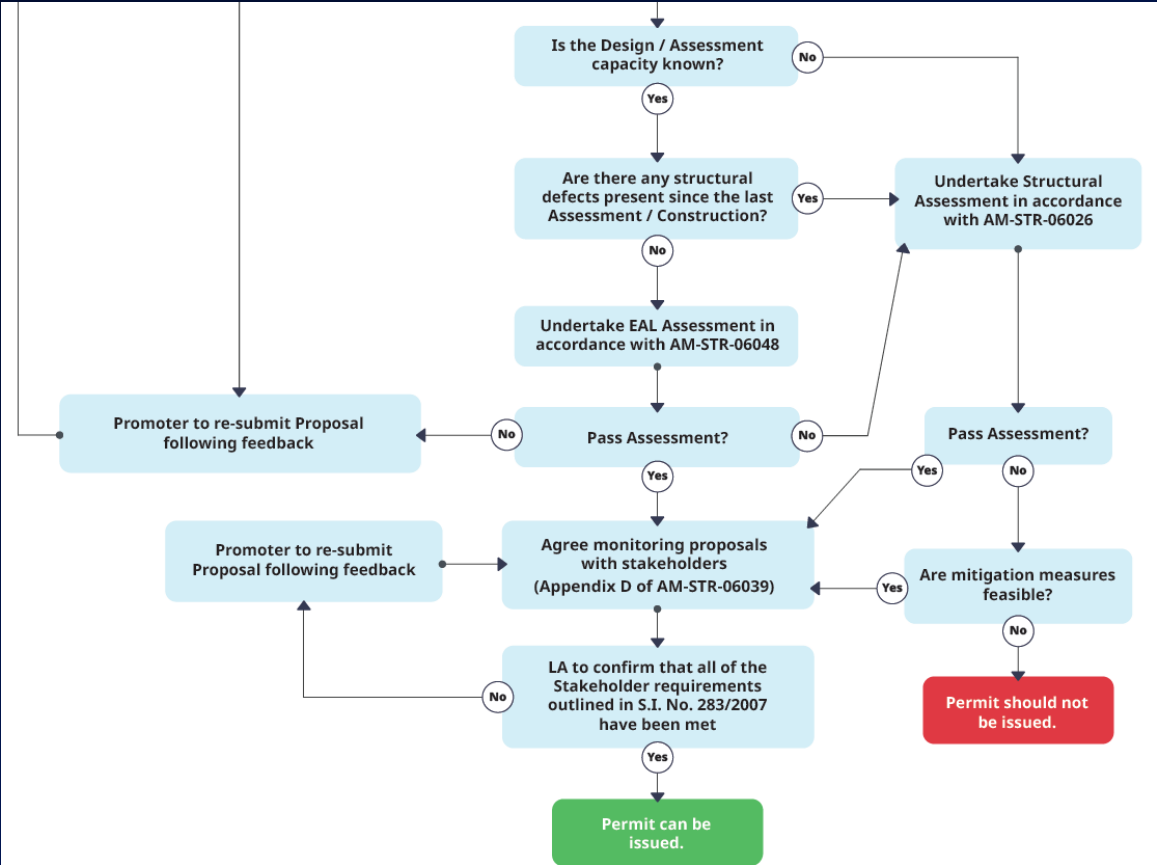 Is the Design / Assessment
capacity known?
No
Yes
Are there any structural
defects present since the last
Assessment / Construction?
Yes
Undertake Structural
Assessment in accordance
with AM-STR-06026
No
Undertake EAL Assessment in
accordance with AM-STR-06048
Promoter to re-submit Proposal
following feedback
No
Pass Assessment?
No
Pass Assessment?
Yes
Yes
No
Promoter to re-submit
Proposal following feedback
Agree monitoring proposals
with stakeholders
(Appendix D of AM-STR-06039)
Yes
Are mitigation measures
feasible?
No
No
LA to confirm that all of the
Stakeholder requirements
outlined in S.I. No. 283/2007
have been met
Permit should not
be issued.
Yes
Permit can be
issued.